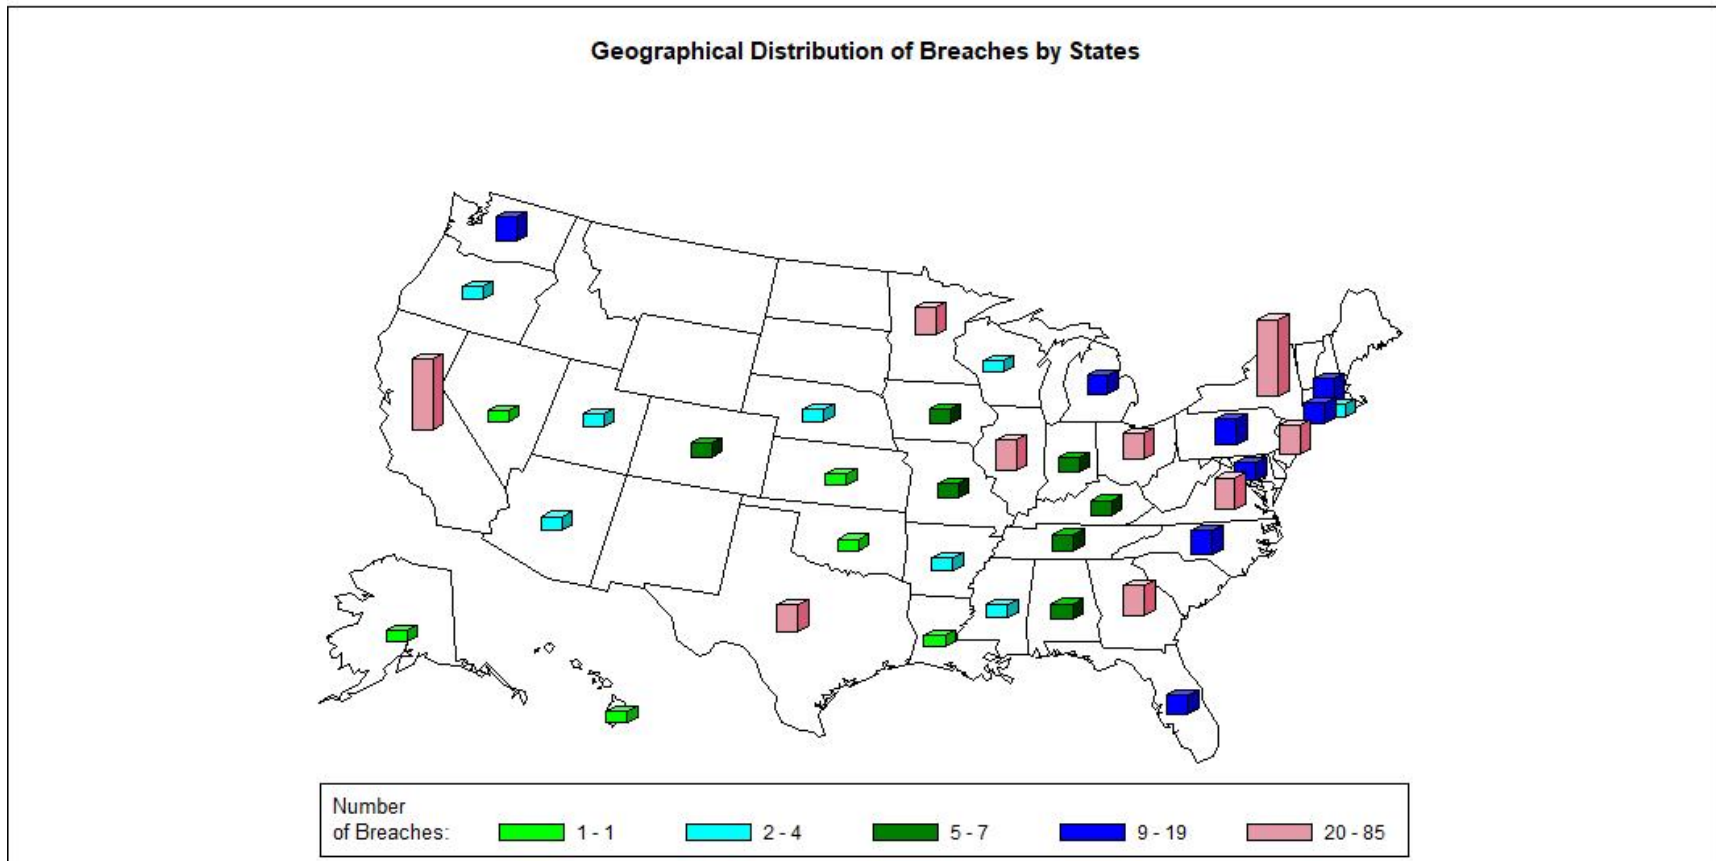 Geographical Distribution of Breaches by States
Number
of Breaches:
1 - 1
2 - 4
5 - 7
9 - 19
20 - 85